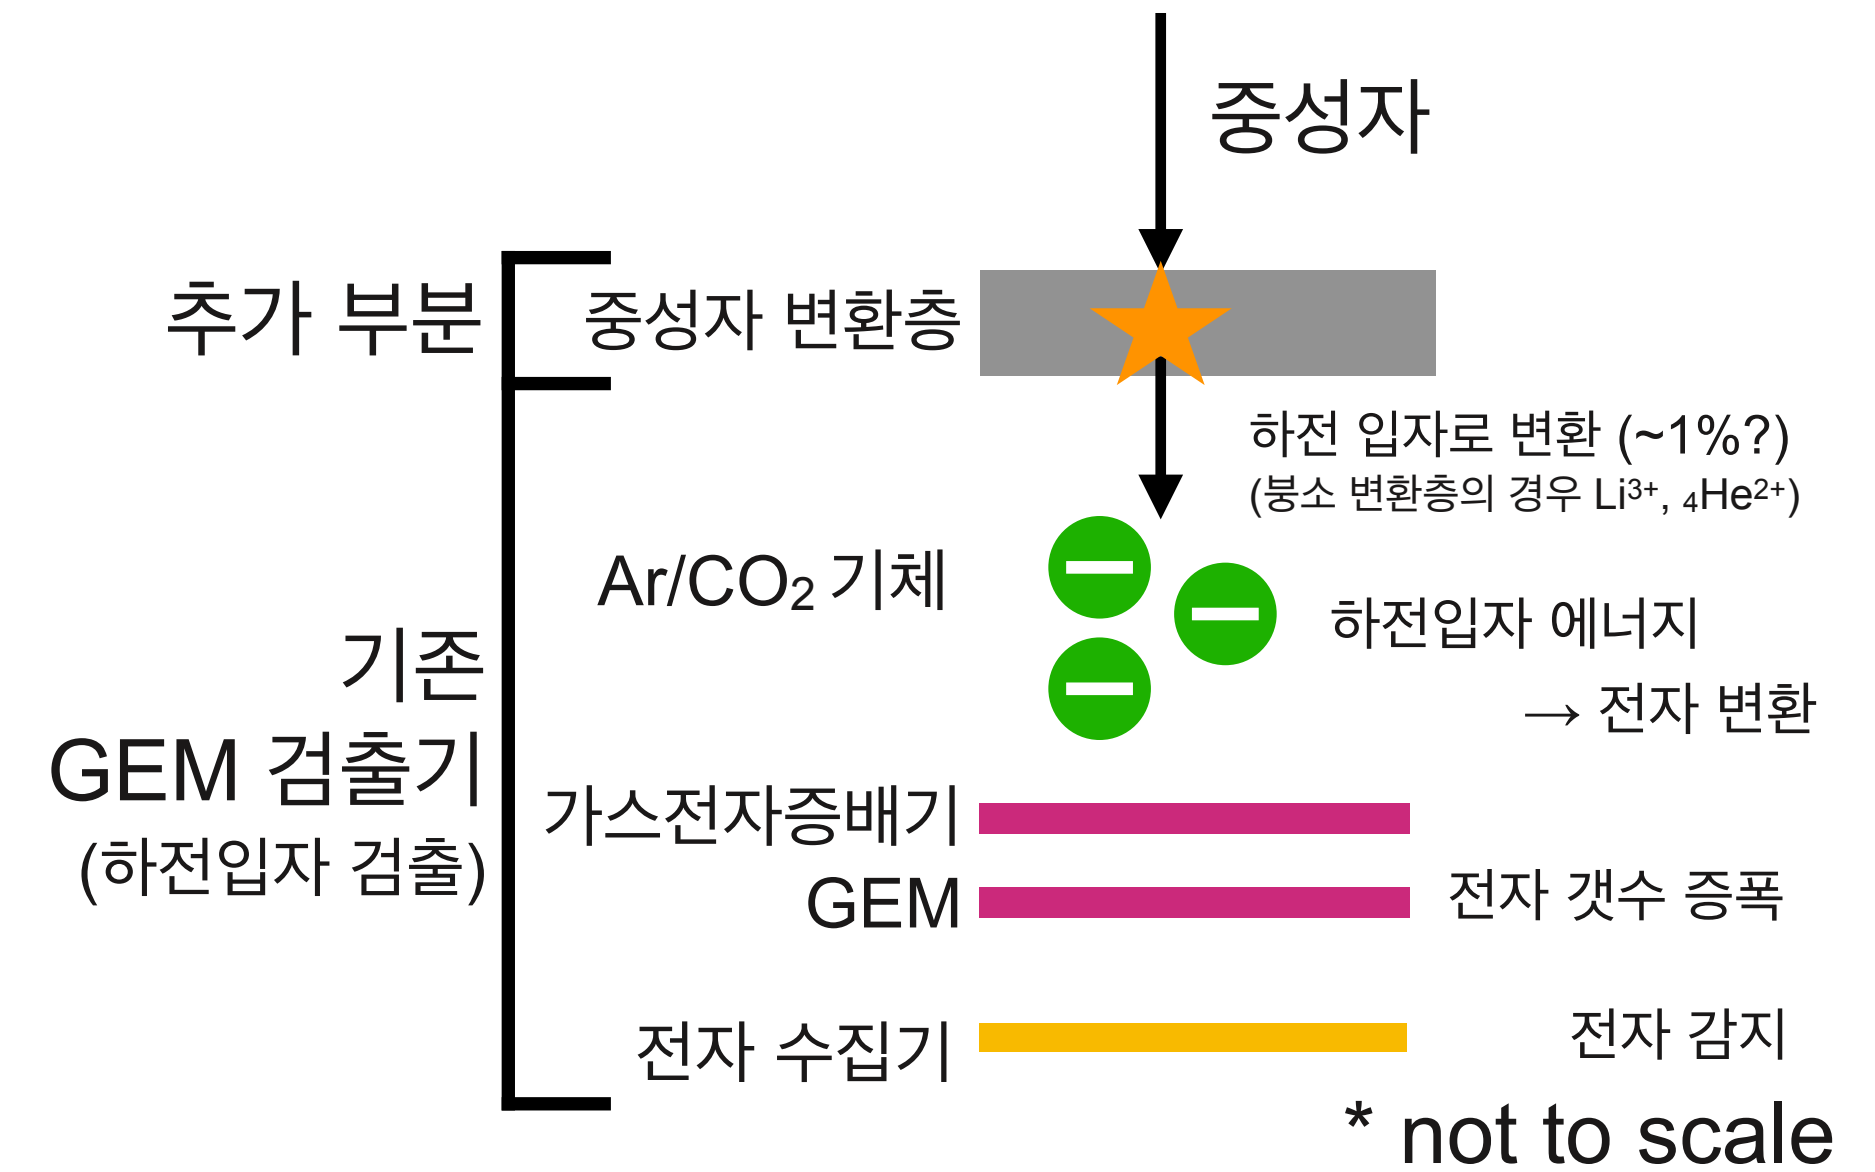 중성자
추가 부분
중성자 변환층
하전 입자로 변환 (~1%?)
(붕소 변환층의 경우 Li³⁺, ₄He²⁺)
Ar/CO₂ 기체
하전입자 에너지
→ 전자 변환
기존
GEM 검출기
(하전입자 검출)
가스전자증배기
GEM
전자 갯수 증폭
전자 수집기
전자 감지
* not to scale